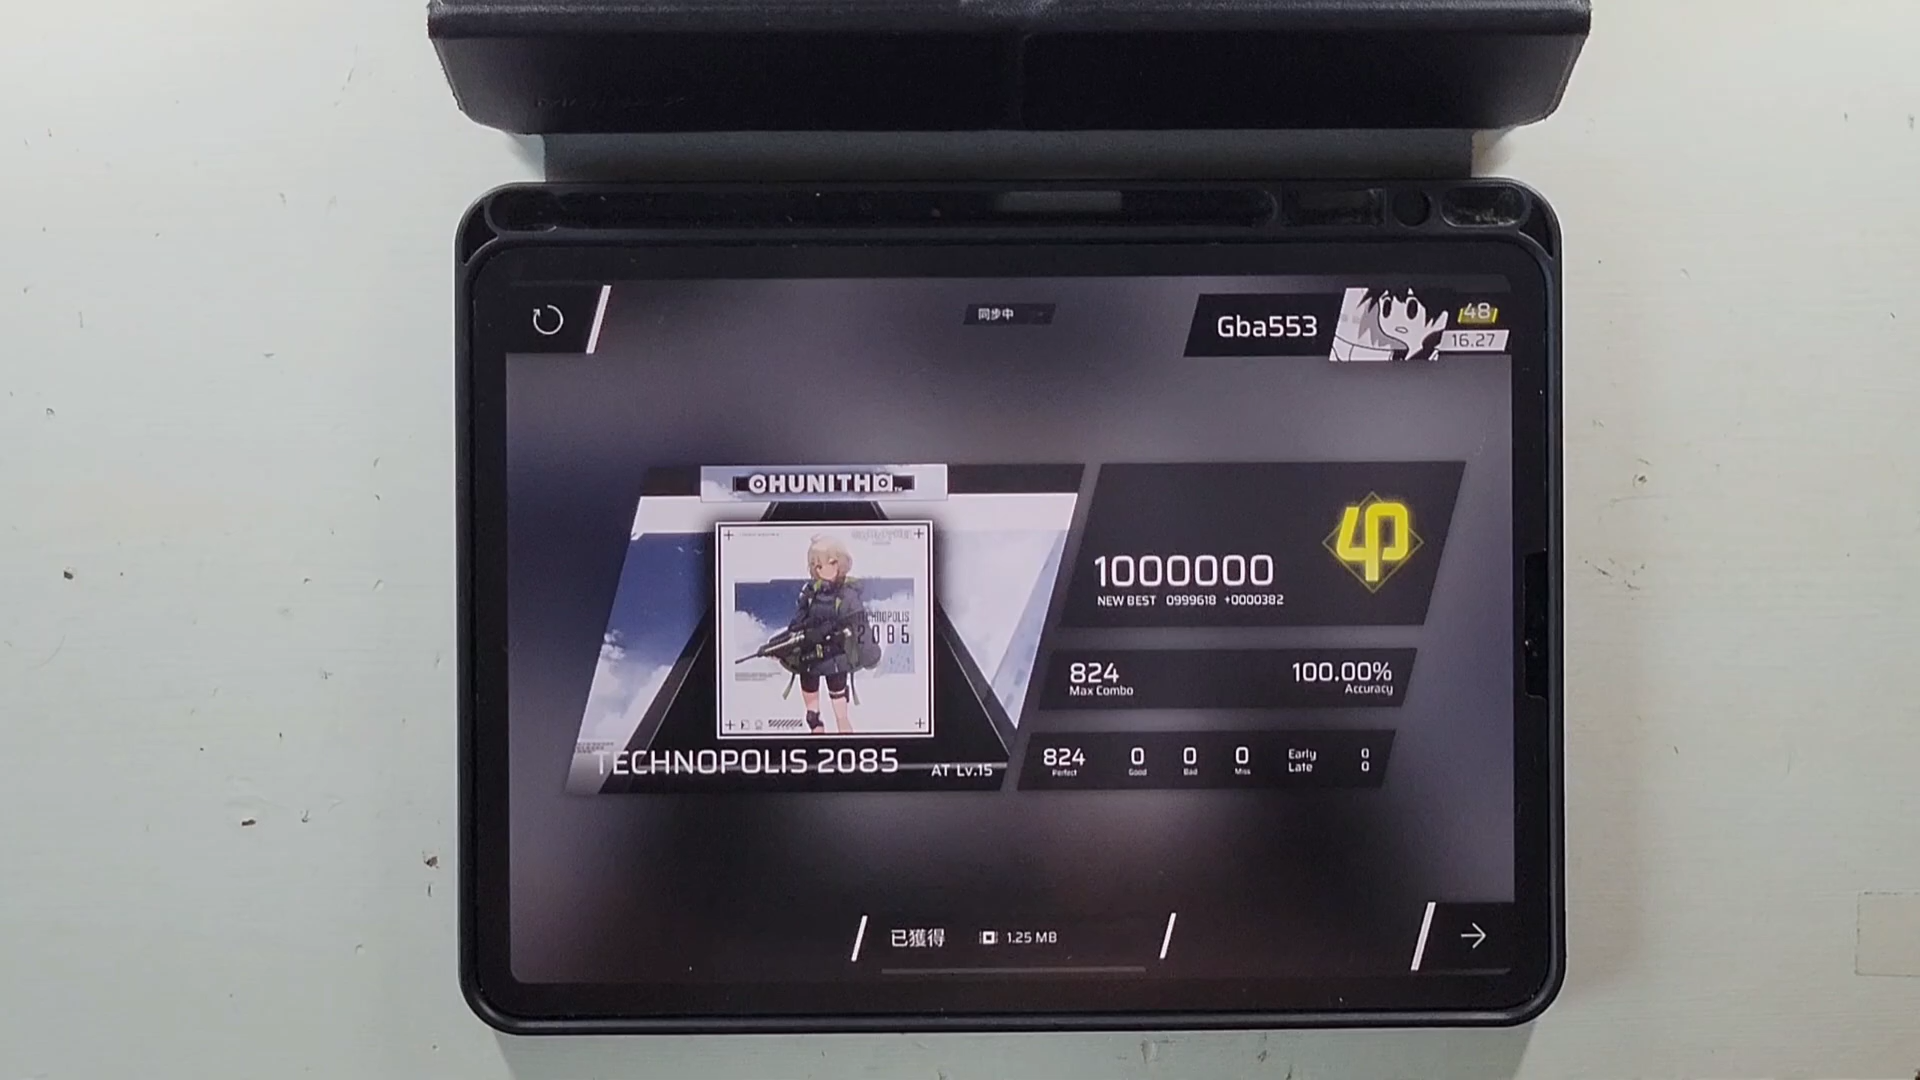 同步中
Gba553
48
16.27
CHUNITHM
TECHNOPOLIS
2085
TECHNOPOLIS 2085
AT Lv.15
1000000
NEW BEST 0999618 +0000382
824
Max Combo
100.00%
Accuracy
824
Perfect
0
Good
0
Bad
0
Miss
Early 0
Late 0
已獲得
1.25 MB